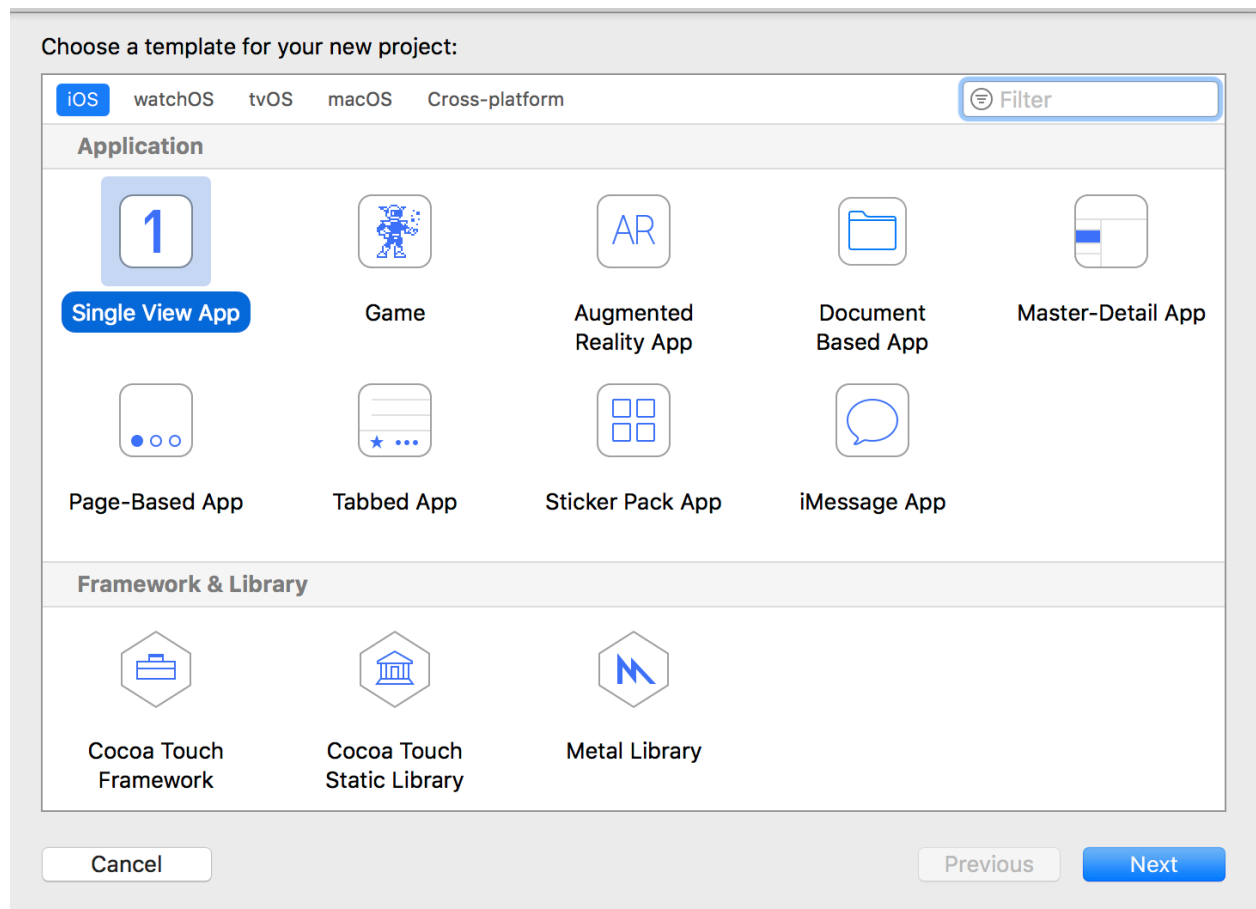 Choose a template for your new project:
iOS watchOS tvOS macOS Cross-platform Filter
Application
1 AR
Single View App Game Augmented Reality App Document Based App Master-Detail App
Page-Based App Tabbed App Sticker Pack App iMessage App
Framework & Library
Cocoa Touch Framework Cocoa Touch Static Library Metal Library
Cancel Previous Next